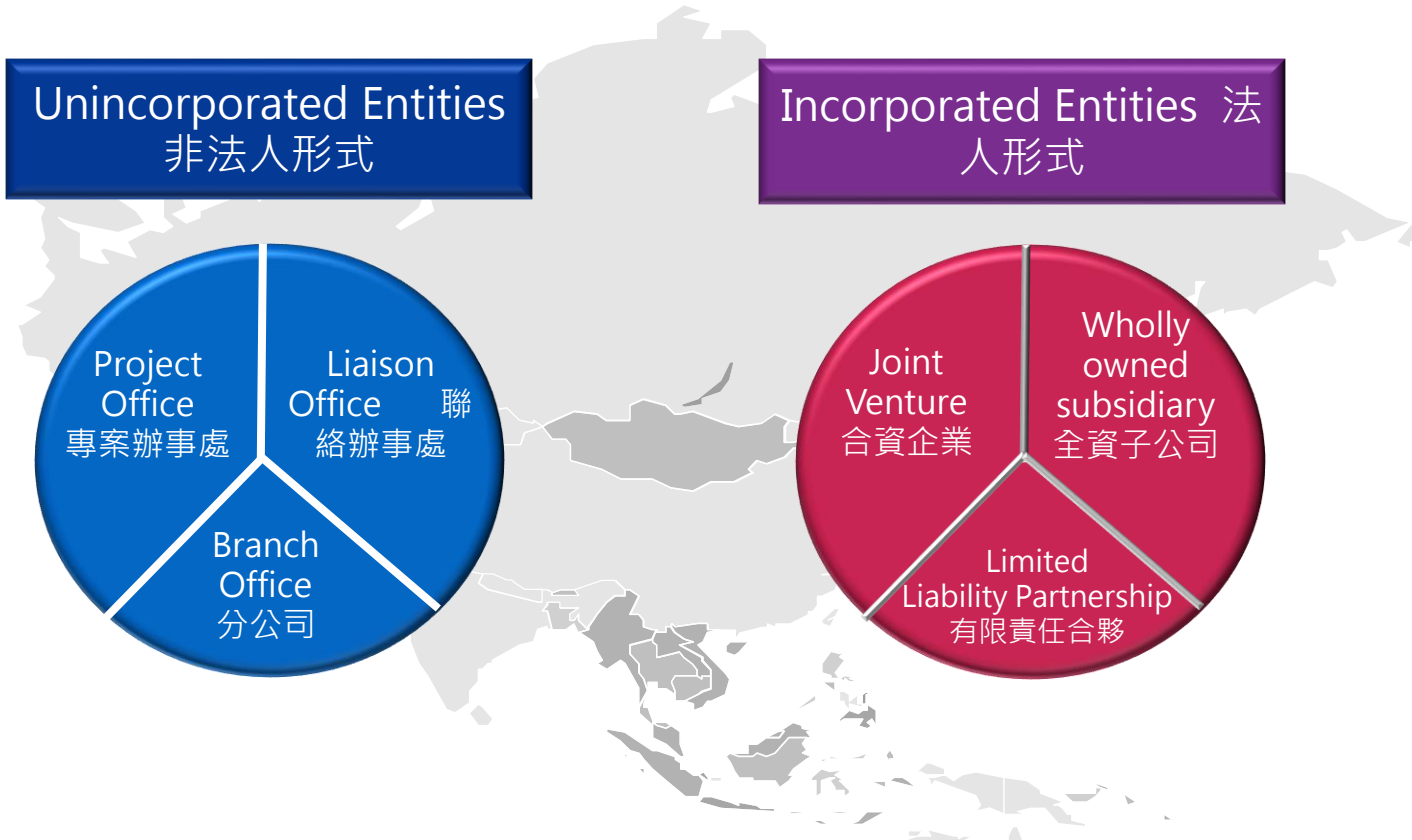 Unincorporated Entities
非法人形式
Incorporated Entities 法
人形式
Project
Office
專案辦事處
Liaison
Office 聯
絡辦事處
Branch
Office
分公司
Joint
Venture
合資企業
Wholly
owned
subsidiary
全資子公司
Limited
Liability Partnership
有限責任合夥